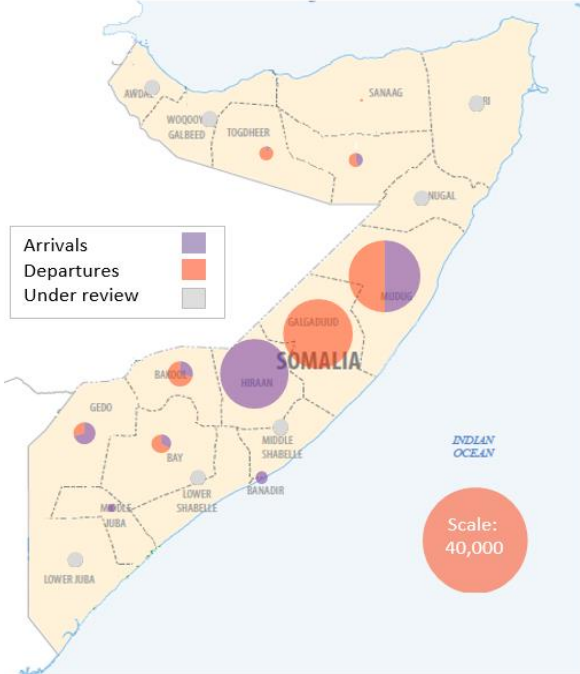 AWDAL
WOQOOYI
GALBEED
TOGDHEER
SANAAG
RI
NUGAL
Arrivals
Departures
Under review
MUDUG
GALGADUUD
SOMALIA
BAKOOL
HIRAAN
GEDO
BAY
MIDDLE
SHABELLE
INDIAN
OCEAN
LOWER
SHABELLE
BANADIR
MIDDLE
JUBA
LOWER JUBA
Scale:
40,000